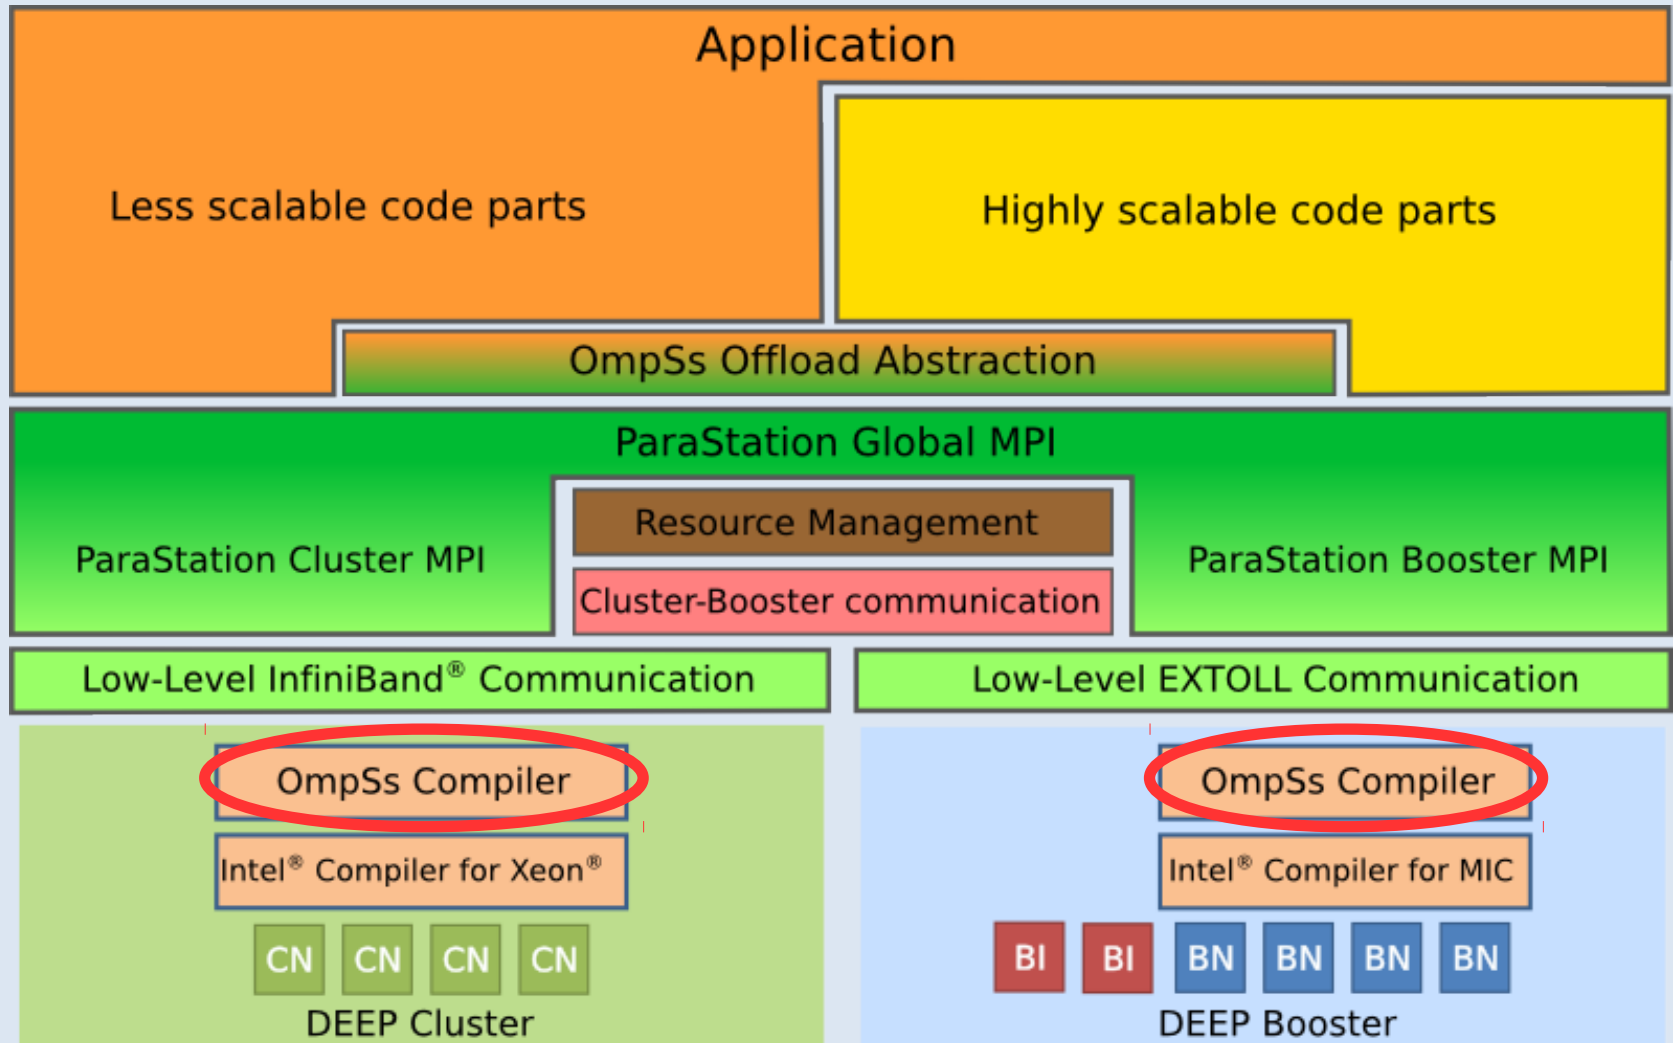 Application
Less scalable code parts
Highly scalable code parts
OmpSs Offload Abstraction
ParaStation Global MPI
Resource Management
ParaStation Cluster MPI
ParaStation Booster MPI
Cluster-Booster communication
Low-Level InfiniBand® Communication
Low-Level EXTOLL Communication
OmpSs Compiler
OmpSs Compiler
Intel® Compiler for Xeon®
Intel® Compiler for MIC
CN CN CN CN
BI BI BN BN BN BN
DEEP Cluster
DEEP Booster